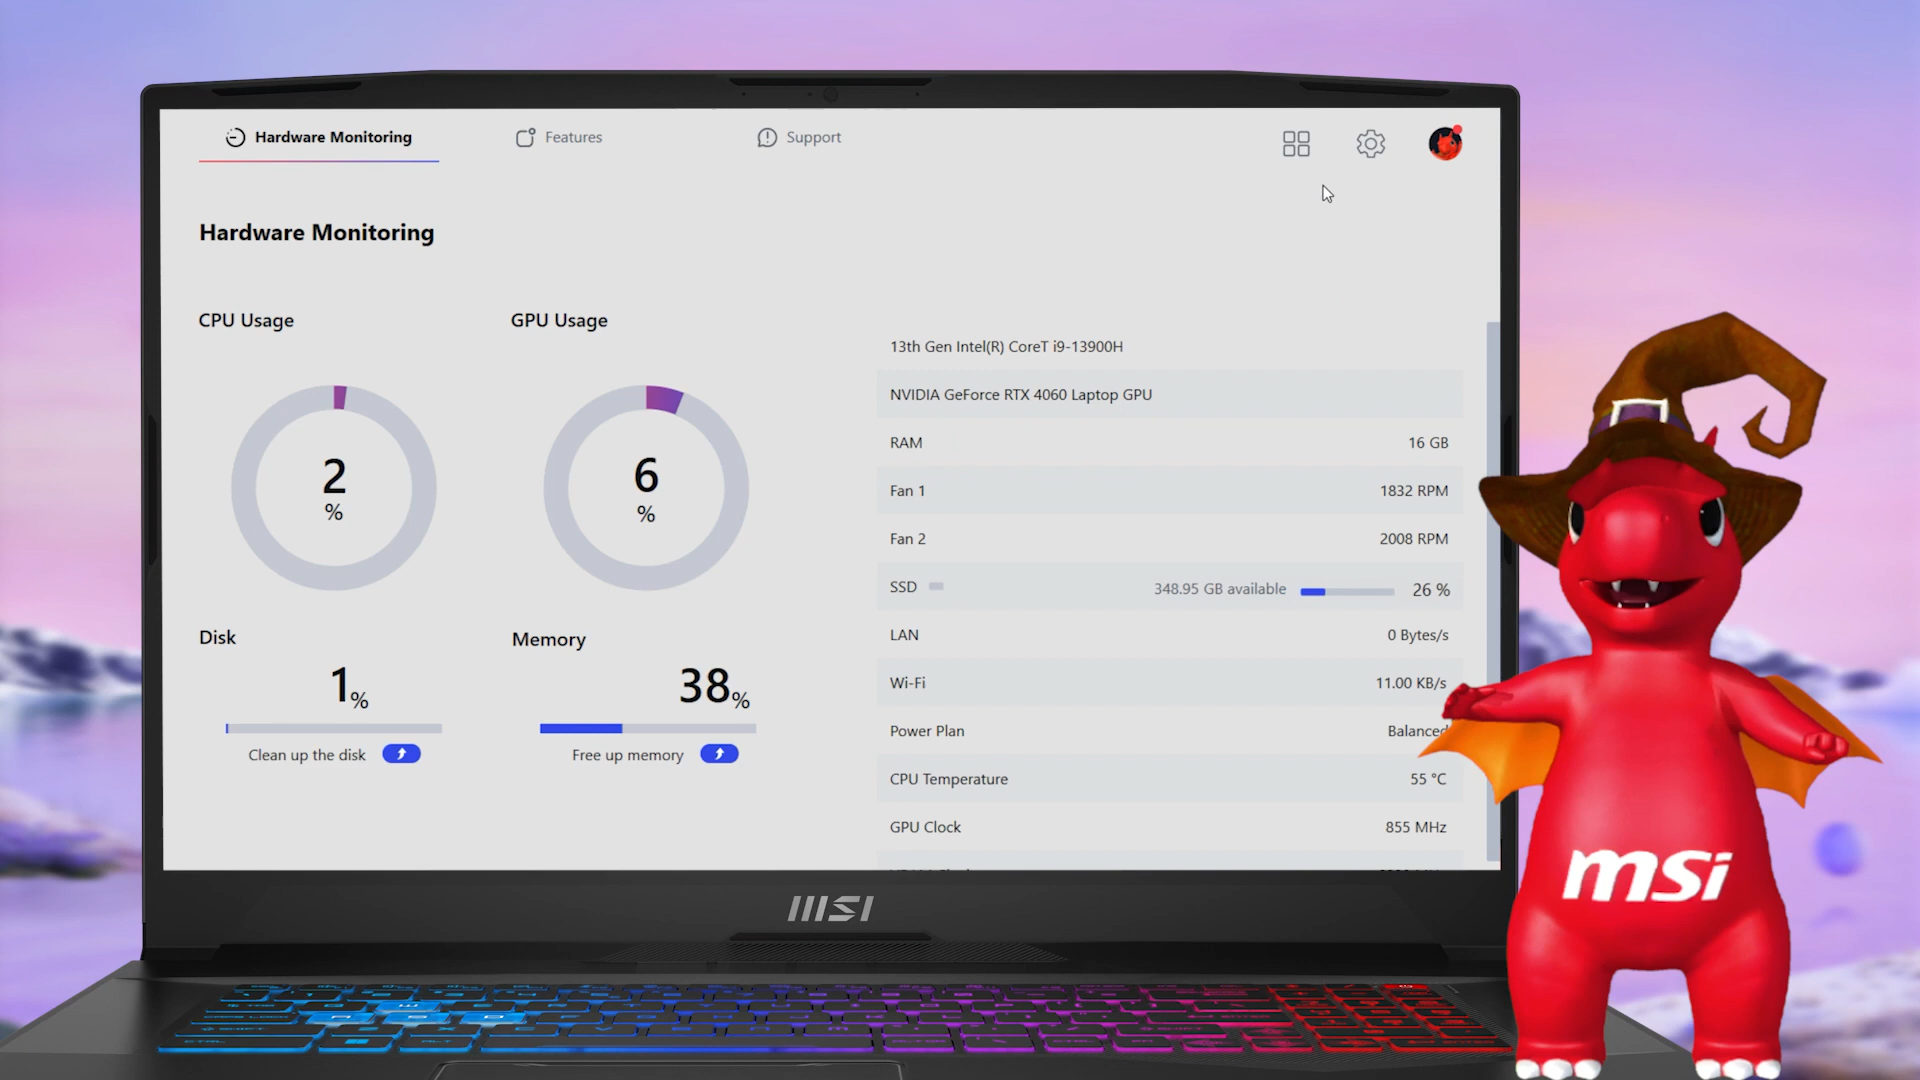 Hardware Monitoring
Features
Support
Hardware Monitoring
CPU Usage
GPU Usage
2
%
6
%
Disk
1%
Clean up the disk
Memory
38%
Free up memory
13th Gen Intel(R) CoreT i9-13900H
NVIDIA GeForce RTX 4060 Laptop GPU
RAM 16 GB
Fan 1 1832 RPM
Fan 2 2008 RPM
SSD 348.95 GB available 26 %
LAN 0 Bytes/s
Wi-Fi 11.00 KB/s
Power Plan Balanced
CPU Temperature 55 °C
GPU Clock 855 MHz
msi
msi